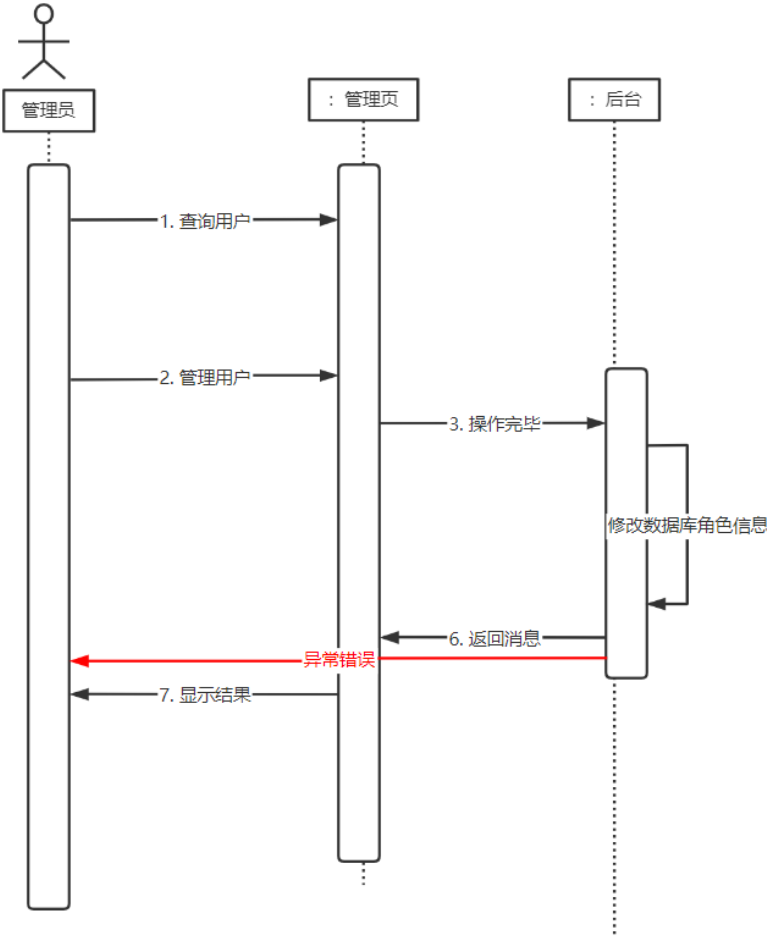 管理员
：管理页
：后台
1. 查询用户
2. 管理用户
3. 操作完毕
修改数据库角色信息
6. 返回消息
异常错误
7. 显示结果